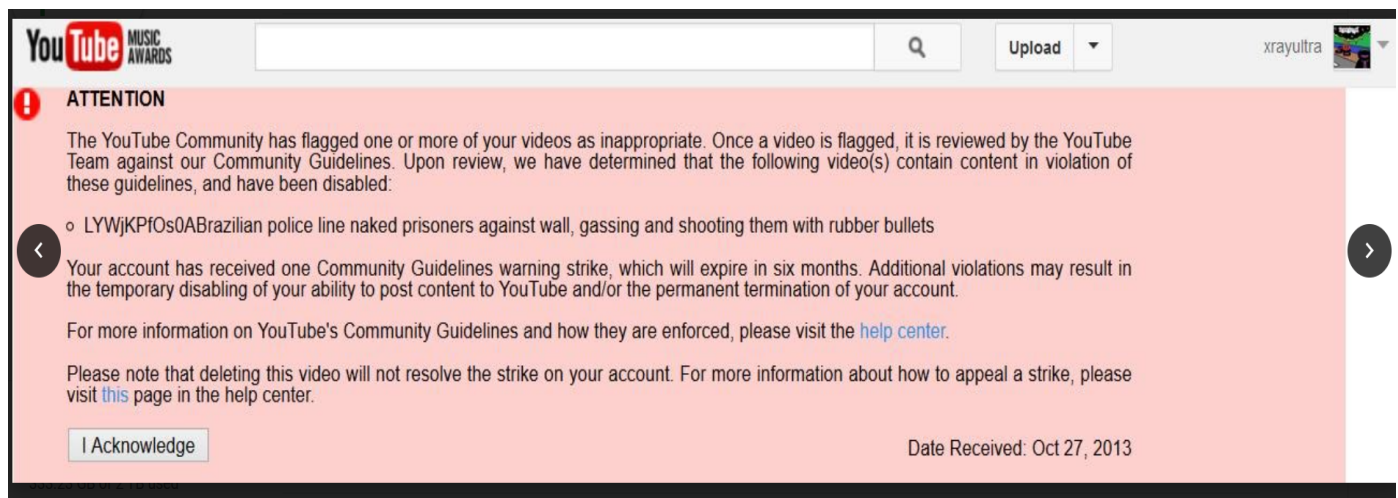 YouTube MUSIC AWARDS
Upload
xrayultra
ATTENTION
The YouTube Community has flagged one or more of your videos as inappropriate. Once a video is flagged, it is reviewed by the YouTube
Team against our Community Guidelines. Upon review, we have determined that the following video(s) contain content in violation of
these guidelines, and have been disabled:
LYWjKPfOs0ABrazilian police line naked prisoners against wall, gassing and shooting them with rubber bullets
Your account has received one Community Guidelines warning strike, which will expire in six months. Additional violations may result in
the temporary disabling of your ability to post content to YouTube and/or the permanent termination of your account.
For more information on YouTube's Community Guidelines and how they are enforced, please visit the help center.
Please note that deleting this video will not resolve the strike on your account. For more information about how to appeal a strike, please
visit this page in the help center.
I Acknowledge
Date Received: Oct 27, 2013